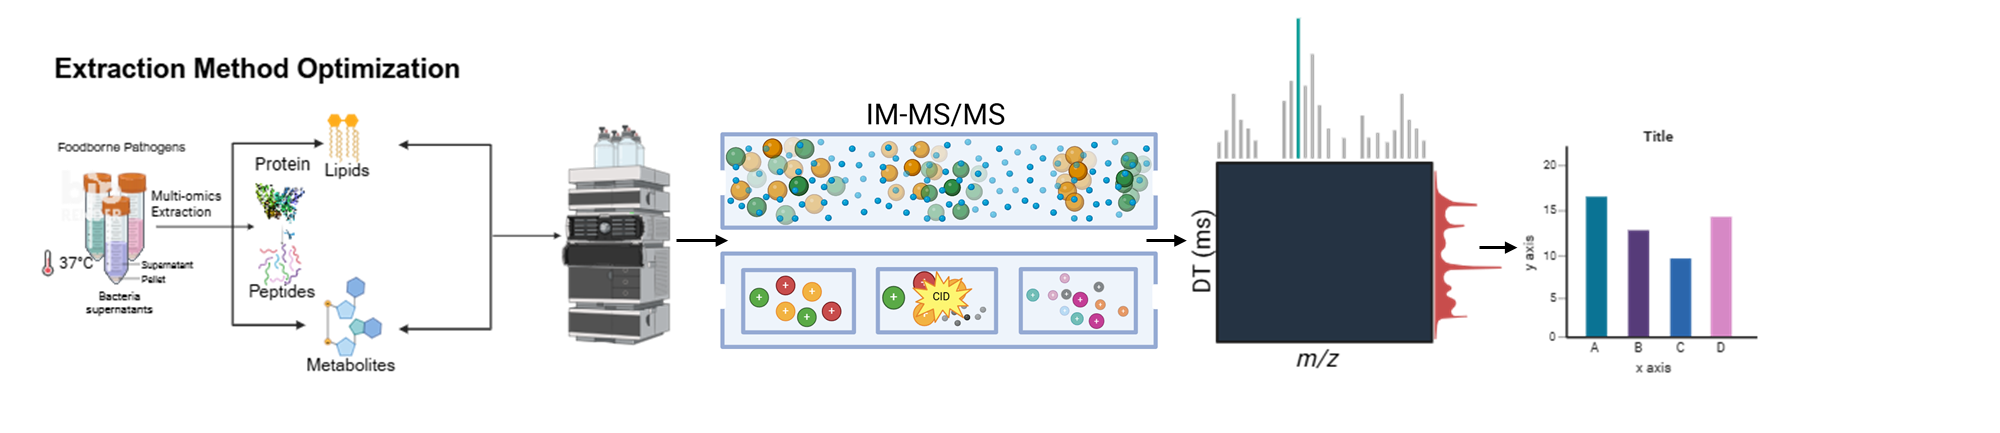 Extraction Method Optimization
Foodborne Pathogens
Multi-omics
Extraction
37°C
Supernatant
Pellet
Bacteria
supernatants
Lipids
Protein
Peptides
Metabolites
IM-MS/MS
+
+
+
+
+
+
+
CID
+
+
+
+
+
+
+
+
+
+
DT (ms)
m/z
Title
y axis
20
15
10
5
0
A
B
C
D
x axis